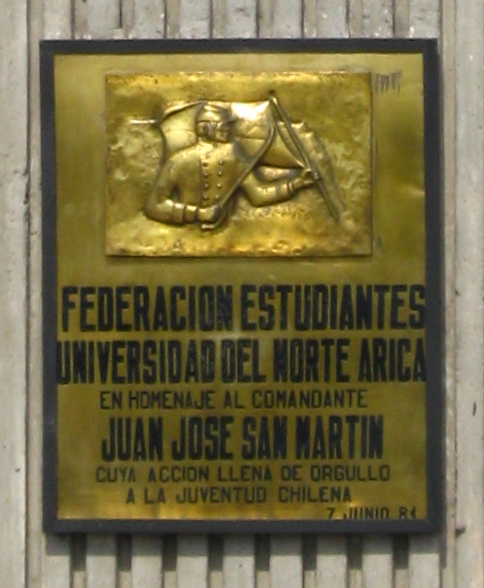 FEDERACION ESTUDIANTES
UNIVERSIDAD DEL NORTE ARICA
EN HOMENAJE AL COMANDANTE
JUAN JOSE SAN MARTIN
CUYA ACCION LLENA DE ORGULLO
A LA JUVENTUD CHILENA
7 JUNIO 81